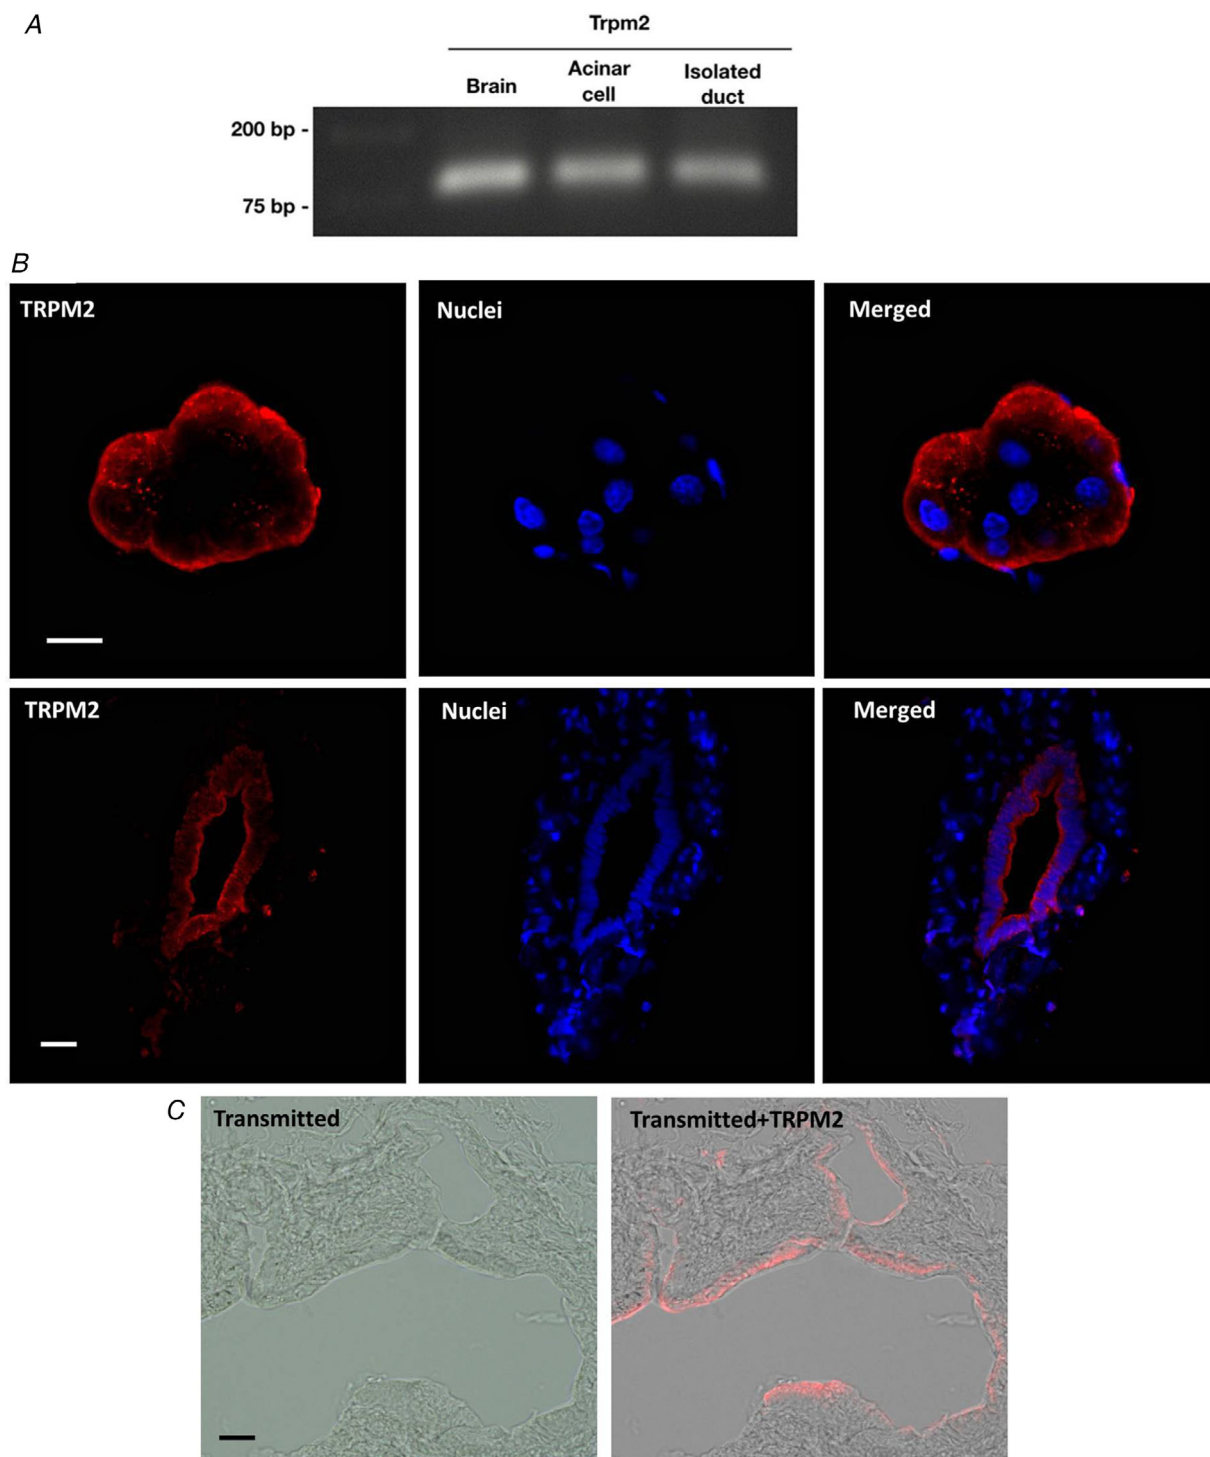 A
Trpm2
Brain
Acinar
cell
Isolated
duct
200 bp -
75 bp -
B
TRPM2
Nuclei
Merged
TRPM2
Nuclei
Merged
C
Transmitted
Transmitted+TRPM2